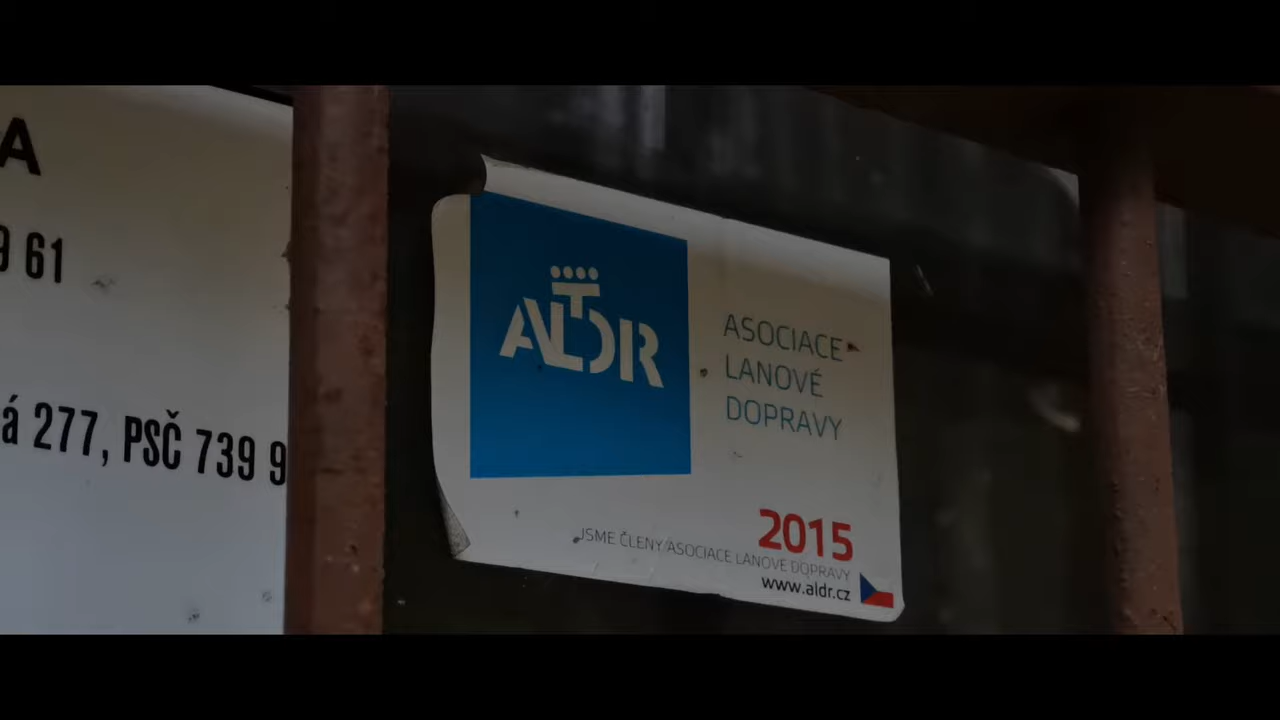 A
9 61
á 277, PSČ 739 9
ALDR
ASOCIACE
LANOVÉ
DOPRAVY
2015
JSME ČLENY ASOCIACE LANOVÉ DOPRAVY
www.aldr.cz